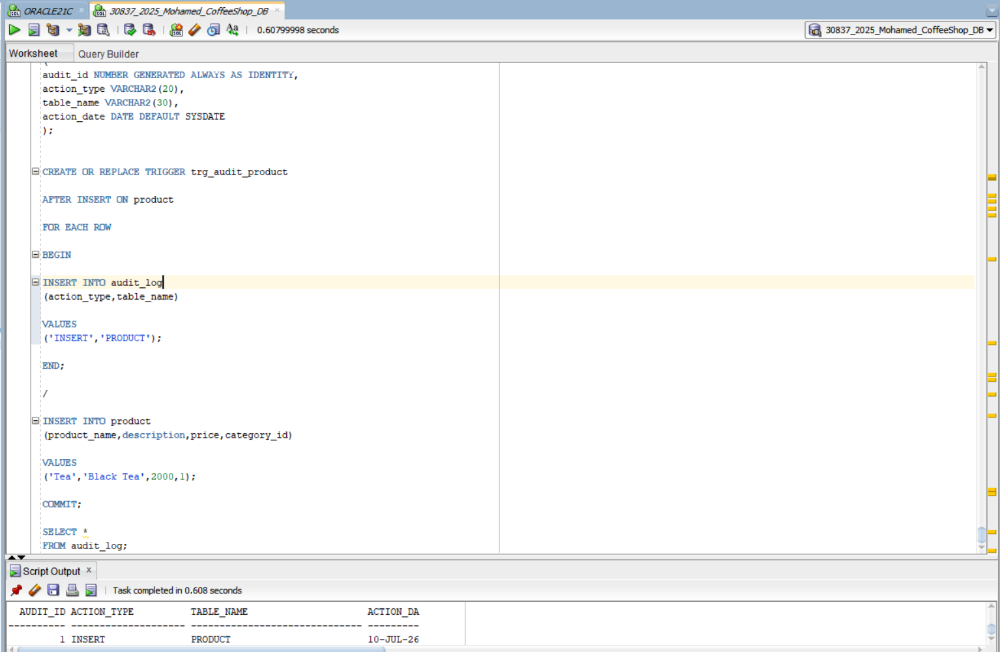 ORACLE21C × 30837_2025_Mohamed_CoffeeShop_DB ×
0.60799998 seconds 30837_2025_Mohamed_CoffeeShop_DB
Worksheet Query Builder
audit_id NUMBER GENERATED ALWAYS AS IDENTITY,
action_type VARCHAR2(20),
table_name VARCHAR2(30),
action_date DATE DEFAULT SYSDATE
);
CREATE OR REPLACE TRIGGER trg_audit_product
AFTER INSERT ON product
FOR EACH ROW
BEGIN
INSERT INTO audit_log
(action_type,table_name)
VALUES
('INSERT','PRODUCT');
END;
/
INSERT INTO product
(product_name,description,price,category_id)
VALUES
('Tea','Black Tea',2000,1);
COMMIT;
SELECT *
FROM audit_log;
Script Output ×
Task completed in 0.608 seconds
AUDIT_ID ACTION_TYPE TABLE_NAME ACTION_DA
---------- -------------------- ------------------------------ ---------
1 INSERT PRODUCT 10-JUL-26